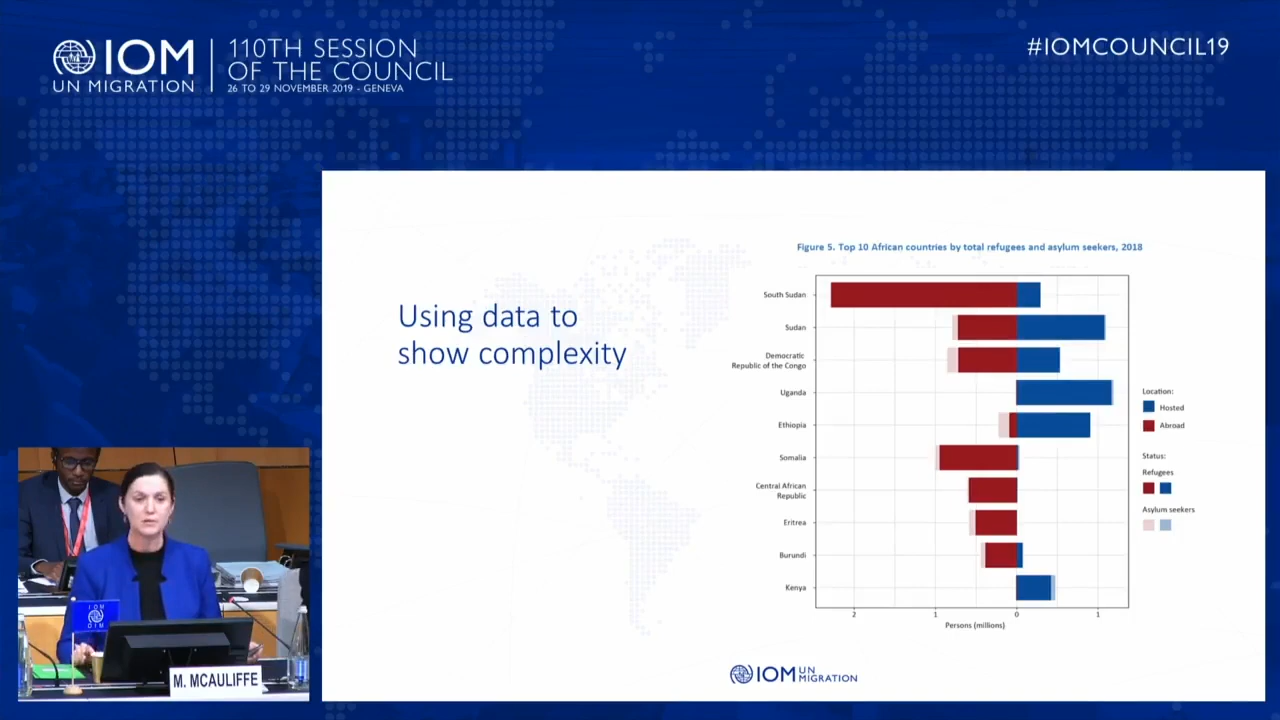 IOM
UN MIGRATION
110TH SESSION
OF THE COUNCIL
26 TO 29 NOVEMBER 2019 - GENEVA
#IOMCOUNCIL19
Using data to
show complexity
Figure 5. Top 10 African countries by total refugees and asylum seekers, 2018
South Sudan
Sudan
Democratic
Republic of the Congo
Uganda
Ethiopia
Somalia
Central African
Republic
Eritrea
Burundi
Kenya
2 1 0 1
Persons (millions)
Location:
Hosted
Abroad
Status:
Refugees
Asylum seekers
IOM UN
MIGRATION
IOM
OIM
M. MCAULIFFE